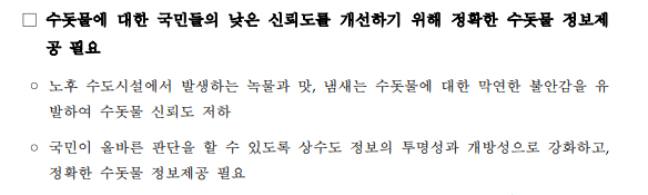 □ 수돗물에 대한 국민들의 낮은 신뢰도를 개선하기 위해 정확한 수돗물 정보제
공 필요
○ 노후 수도시설에서 발생하는 녹물과 맛, 냄새는 수돗물에 대한 막연한 불안감을 유
발하여 수돗물 신뢰도 저하
○ 국민이 올바른 판단을 할 수 있도록 상수도 정보의 투명성과 개방성으로 강화하고,
정확한 수돗물 정보제공 필요